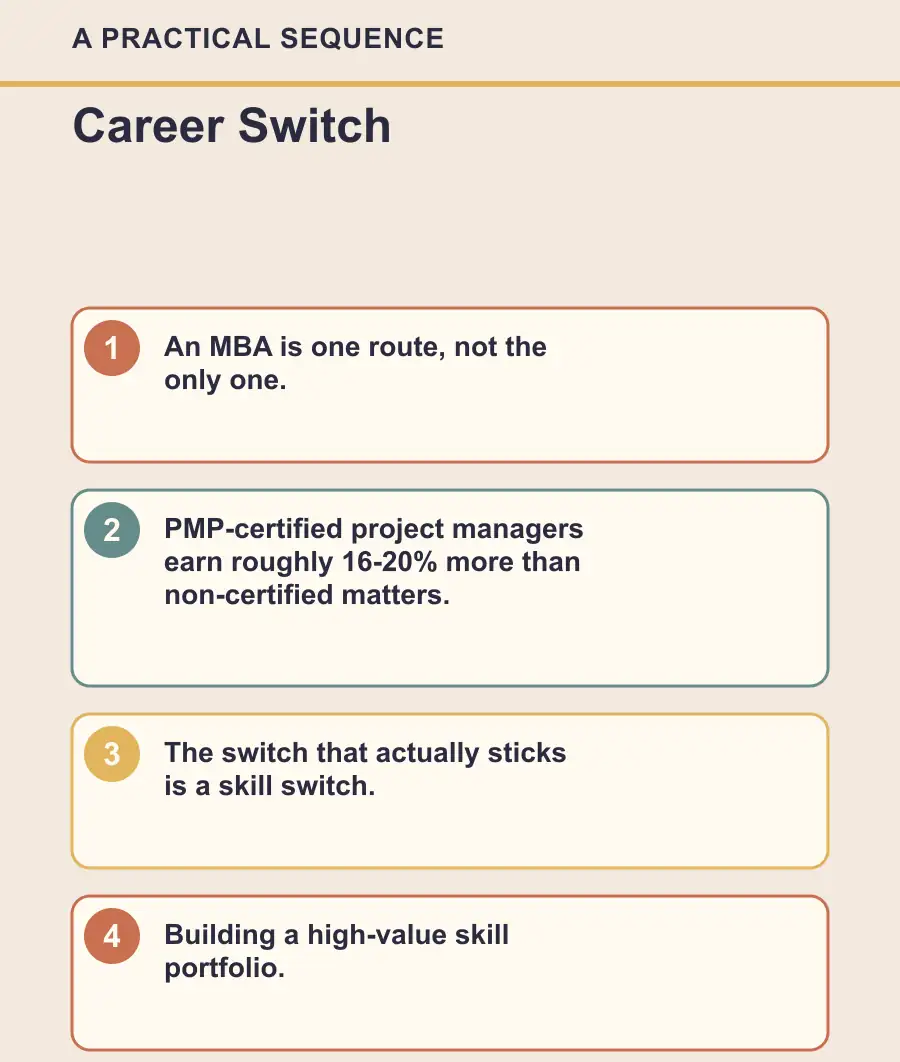 A PRACTICAL SEQUENCE
Career Switch
1
An MBA is one route, not the
only one.
2
PMP-certified project managers
earn roughly 16-20% more than
non-certified matters.
3
The switch that actually sticks
is a skill switch.
4
Building a high-value skill
portfolio.